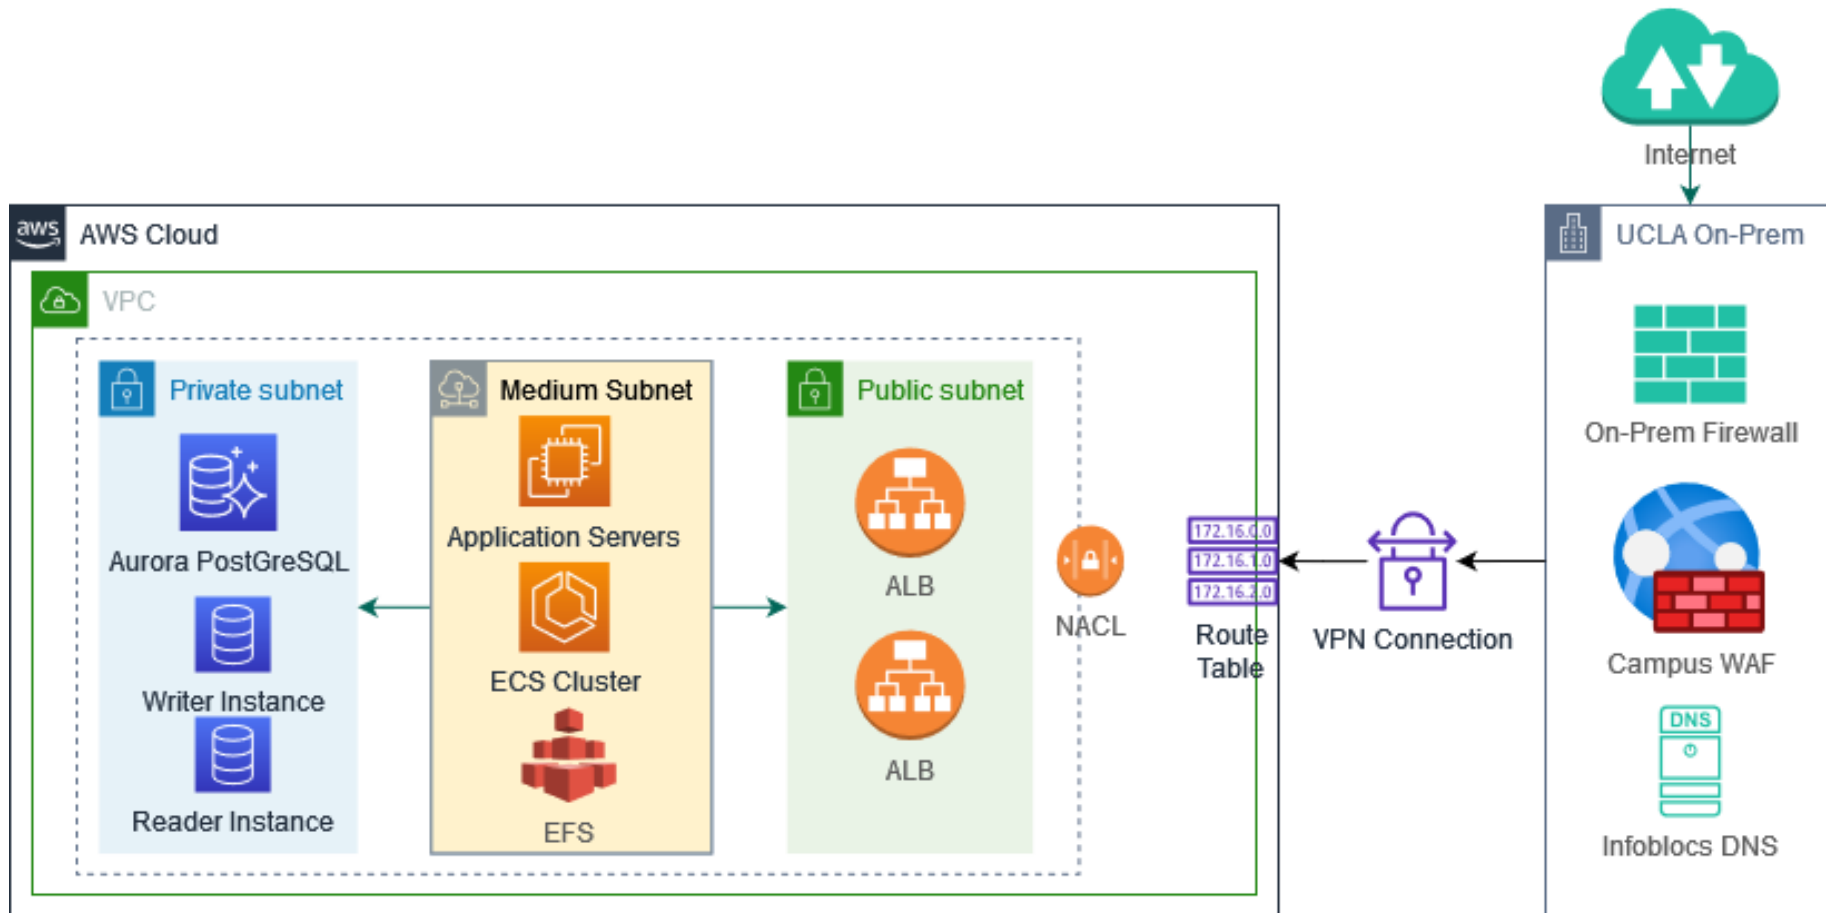 Internet
aws
AWS Cloud
UCLA On-Prem
VPC
Private subnet
Medium Subnet
Public subnet
On-Prem Firewall
Application Servers
Aurora PostGreSQL
ALB
172.16.0.0
172.16.1.0
172.16.2.0
NACL
Route
Table
VPN Connection
Campus WAF
ECS Cluster
Writer Instance
DNS
ALB
Reader Instance
EFS
Infoblocs DNS